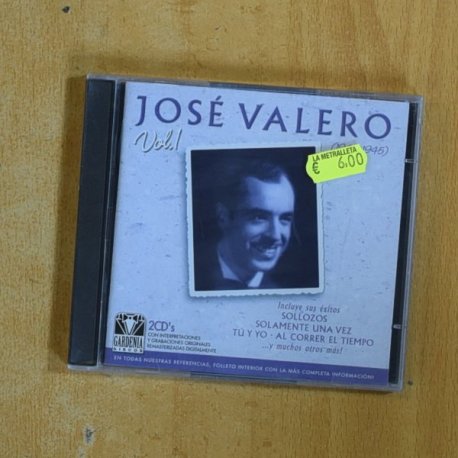 JOSÉ VALERO
Vol.1
1945)
LA METRALLETA
€ 6,00
Incluye sus éxitos
SOLLOZOS
SOLAMENTE UNA VEZ
TÚ Y YO · AL CORRER EL TIEMPO
...y muchos otros más!
GARDENIA
2CD's
CON INTERPRETACIONES
Y GRABACIONES ORIGINALES
REMASTERIZADAS DIGITALMENTE
EN TODAS NUESTRAS REFERENCIAS, FOLLETO INTERIOR CON LA MÁS COMPLETA INFORMACIÓN!